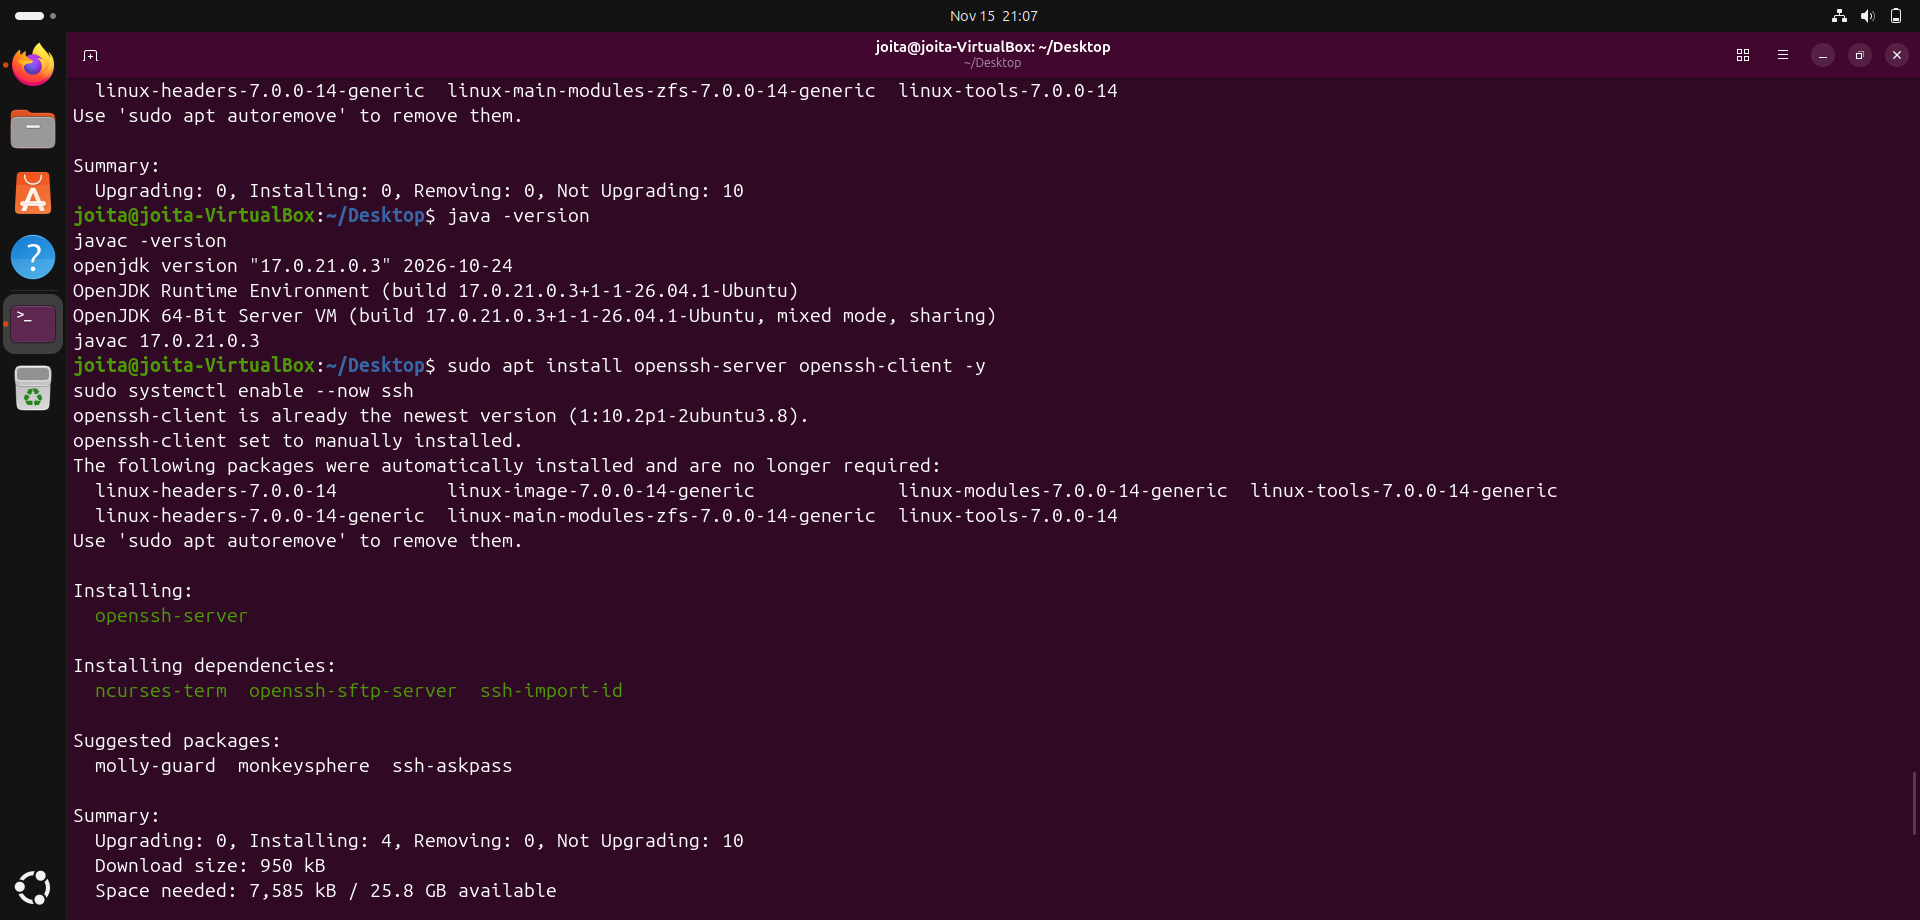 Nov 15 21:07
joita@joita-VirtualBox: ~/Desktop
~/Desktop
  linux-headers-7.0.0-14-generic  linux-main-modules-zfs-7.0.0-14-generic  linux-tools-7.0.0-14
Use 'sudo apt autoremove' to remove them.
Summary:
  Upgrading: 0, Installing: 0, Removing: 0, Not Upgrading: 10
joita@joita-VirtualBox:~/Desktop$ java -version
javac -version
openjdk version "17.0.21.0.3" 2026-10-24
OpenJDK Runtime Environment (build 17.0.21.0.3+1-1-26.04.1-Ubuntu)
OpenJDK 64-Bit Server VM (build 17.0.21.0.3+1-1-26.04.1-Ubuntu, mixed mode, sharing)
javac 17.0.21.0.3
joita@joita-VirtualBox:~/Desktop$ sudo apt install openssh-server openssh-client -y
sudo systemctl enable --now ssh
openssh-client is already the newest version (1:10.2p1-2ubuntu3.8).
openssh-client set to manually installed.
The following packages were automatically installed and are no longer required:
  linux-headers-7.0.0-14          linux-image-7.0.0-14-generic             linux-modules-7.0.0-14-generic  linux-tools-7.0.0-14-generic
  linux-headers-7.0.0-14-generic  linux-main-modules-zfs-7.0.0-14-generic  linux-tools-7.0.0-14
Use 'sudo apt autoremove' to remove them.
Installing:
  openssh-server
Installing dependencies:
  ncurses-term  openssh-sftp-server  ssh-import-id
Suggested packages:
  molly-guard  monkeysphere  ssh-askpass
Summary:
  Upgrading: 0, Installing: 4, Removing: 0, Not Upgrading: 10
  Download size: 950 kB
  Space needed: 7,585 kB / 25.8 GB available